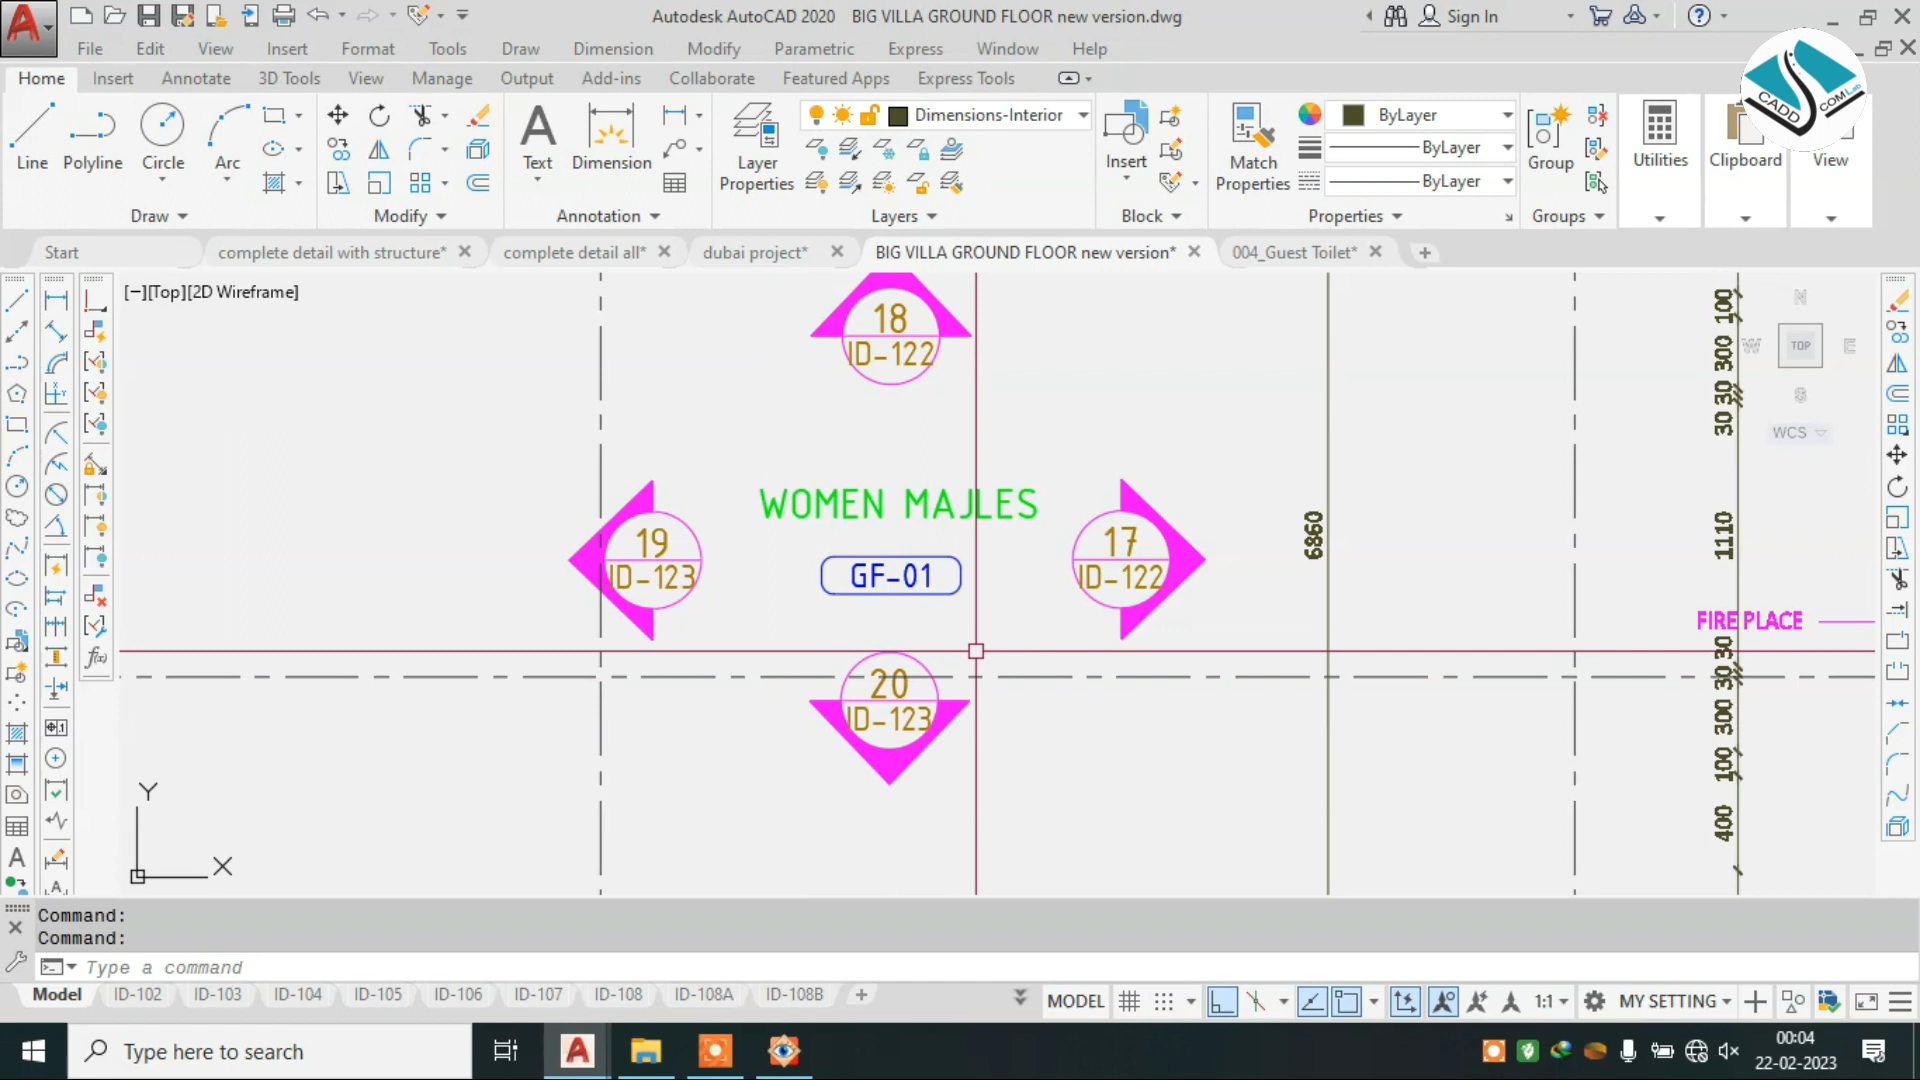 Autodesk AutoCAD 2020 BIG VILLA GROUND FLOOR new version.dwg
Sign In
File Edit View Insert Format Tools Draw Dimension Modify Parametric Express Window Help
Home Insert Annotate 3D Tools View Manage Output Add-ins Collaborate Featured Apps Express Tools
CADD COM Lab
Dimensions-Interior
ByLayer
ByLayer
ByLayer
Line Polyline Circle Arc
Text Dimension
Layer Properties
Insert
Match Properties
Group
Utilities Clipboard View
Draw Modify Annotation Layers Block Properties Groups
Start complete detail with structure* complete detail all* dubai project* BIG VILLA GROUND FLOOR new version* 004_Guest Toilet*
[−][Top][2D Wireframe]
18
ID-122
WOMEN MAJLES
19
ID-123
GF-01
17
ID-122
20
ID-123
6860
100
300
30
30
1110
FIRE PLACE
30
30
300
100
400
N
W TOP E
S
WCS
Y
X
Command:
Command:
Type a command
Model ID-102 ID-103 ID-104 ID-105 ID-106 ID-107 ID-108 ID-108A ID-108B
MODEL 1:1 MY SETTING
Type here to search
00:04
22-02-2023